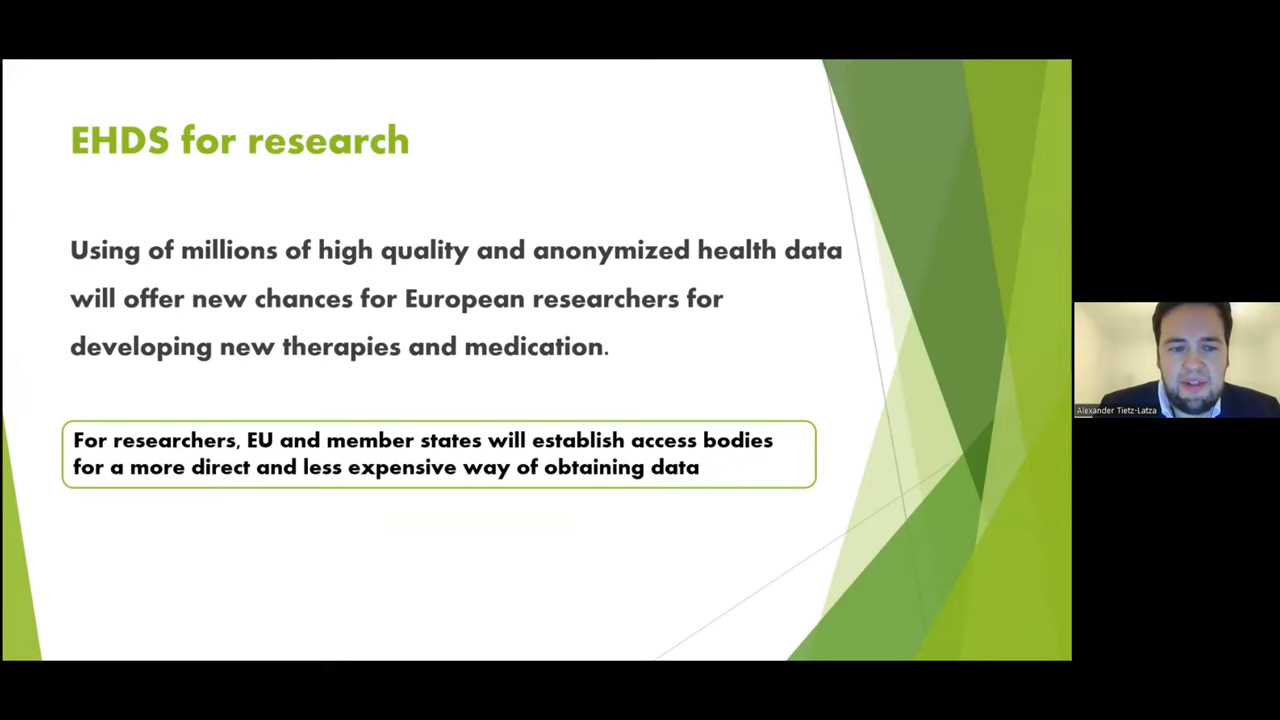 EHDS for research
Using of millions of high quality and anonymized health data
will offer new chances for European researchers for
developing new therapies and medication.
For researchers, EU and member states will establish access bodies
for a more direct and less expensive way of obtaining data
Alexander Tietz-Latza